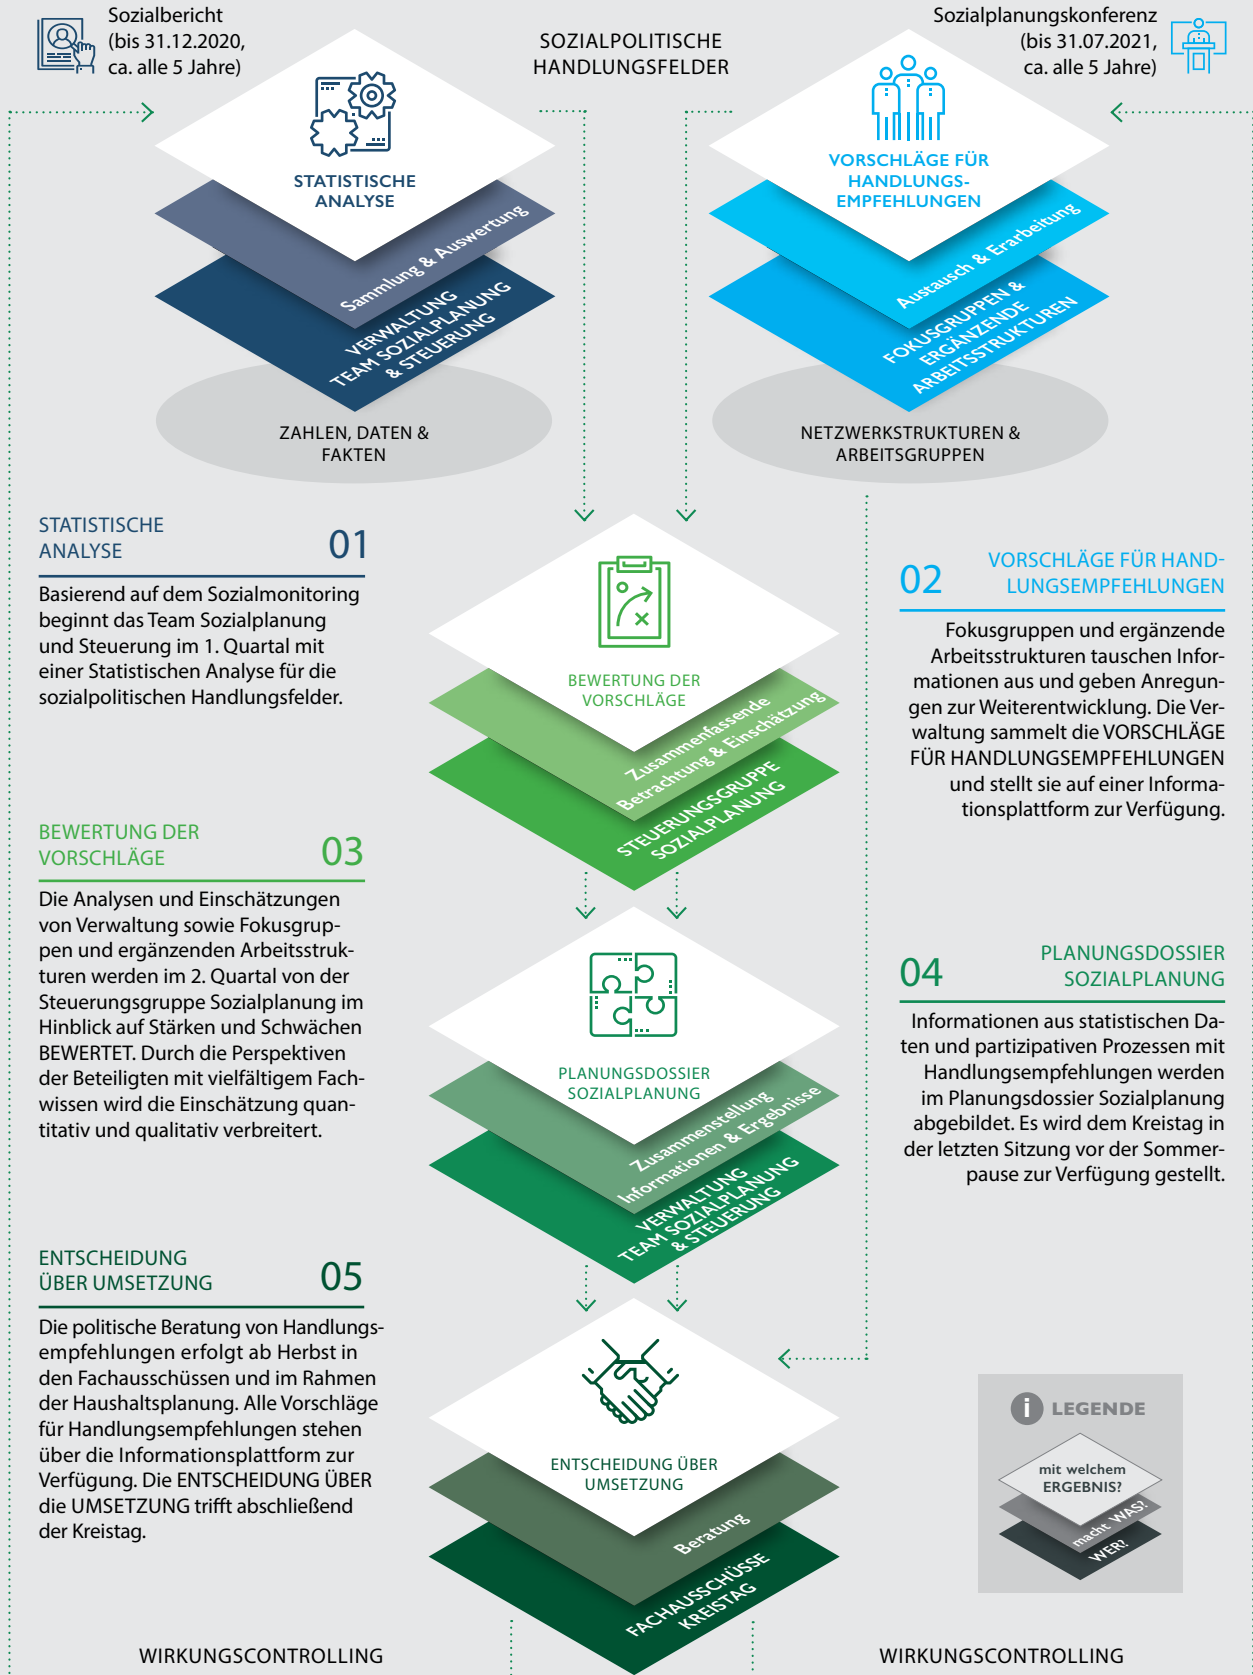 Sozialbericht
(bis 31.12.2020,
ca. alle 5 Jahre)
SOZIALPOLITISCHE
HANDLUNGSFELDER
Sozialplanungskonferenz
(bis 31.07.2021,
ca. alle 5 Jahre)
STATISTISCHE
ANALYSE
Sammlung & Auswertung
VERWALTUNG
TEAM SOZIALPLANUNG
& STEUERUNG
ZAHLEN, DATEN &
FAKTEN
VORSCHLÄGE FÜR
HANDLUNGS-
EMPFEHLUNGEN
Austausch & Erarbeitung
FOKUSGRUPPEN &
ERGÄNZENDE
ARBEITSSTRUKTUREN
NETZWERKSTRUKTUREN &
ARBEITSGRUPPEN
STATISTISCHE
ANALYSE 01
Basierend auf dem Sozialmonitoring
beginnt das Team Sozialplanung
und Steuerung im 1. Quartal mit
einer Statistischen Analyse für die
sozialpolitischen Handlungsfelder.
BEWERTUNG DER
VORSCHLÄGE
Zusammenfassende
Betrachtung & Einschätzung
STEUERUNGSGRUPPE
SOZIALPLANUNG
02 VORSCHLÄGE FÜR HAND-
LUNGSEMPFEHLUNGEN
Fokusgruppen und ergänzende
Arbeitsstrukturen tauschen Infor-
mationen aus und geben Anregun-
gen zur Weiterentwicklung. Die Ver-
waltung sammelt die VORSCHLÄGE
FÜR HANDLUNGSEMPFEHLUNGEN
und stellt sie auf einer Informa-
tionsplattform zur Verfügung.
BEWERTUNG DER
VORSCHLÄGE 03
Die Analysen und Einschätzungen
von Verwaltung sowie Fokusgrup-
pen und ergänzenden Arbeitsstruk-
turen werden im 2. Quartal von der
Steuerungsgruppe Sozialplanung im
Hinblick auf Stärken und Schwächen
BEWERTET. Durch die Perspektiven
der Beteiligten mit vielfältigem Fach-
wissen wird die Einschätzung quan-
titativ und qualitativ verbreitert.
PLANUNGSDOSSIER
SOZIALPLANUNG
Zusammenstellung
Informationen & Ergebnisse
VERWALTUNG
TEAM SOZIALPLANUNG
& STEUERUNG
04 PLANUNGSDOSSIER
SOZIALPLANUNG
Informationen aus statistischen Da-
ten und partizipativen Prozessen mit
Handlungsempfehlungen werden
im Planungsdossier Sozialplanung
abgebildet. Es wird dem Kreistag in
der letzten Sitzung vor der Sommer-
pause zur Verfügung gestellt.
ENTSCHEIDUNG
ÜBER UMSETZUNG 05
Die politische Beratung von Handlungs-
empfehlungen erfolgt ab Herbst in
den Fachausschüssen und im Rahmen
der Haushaltsplanung. Alle Vorschläge
für Handlungsempfehlungen stehen
über die Informationsplattform zur
Verfügung. Die ENTSCHEIDUNG ÜBER
die UMSETZUNG trifft abschließend
der Kreistag.
ENTSCHEIDUNG ÜBER
UMSETZUNG
Beratung
FACHAUSSCHÜSSE
KREISTAG
i LEGENDE
mit welchem
ERGEBNIS?
macht WAS?
WER?
WIRKUNGSCONTROLLING
WIRKUNGSCONTROLLING